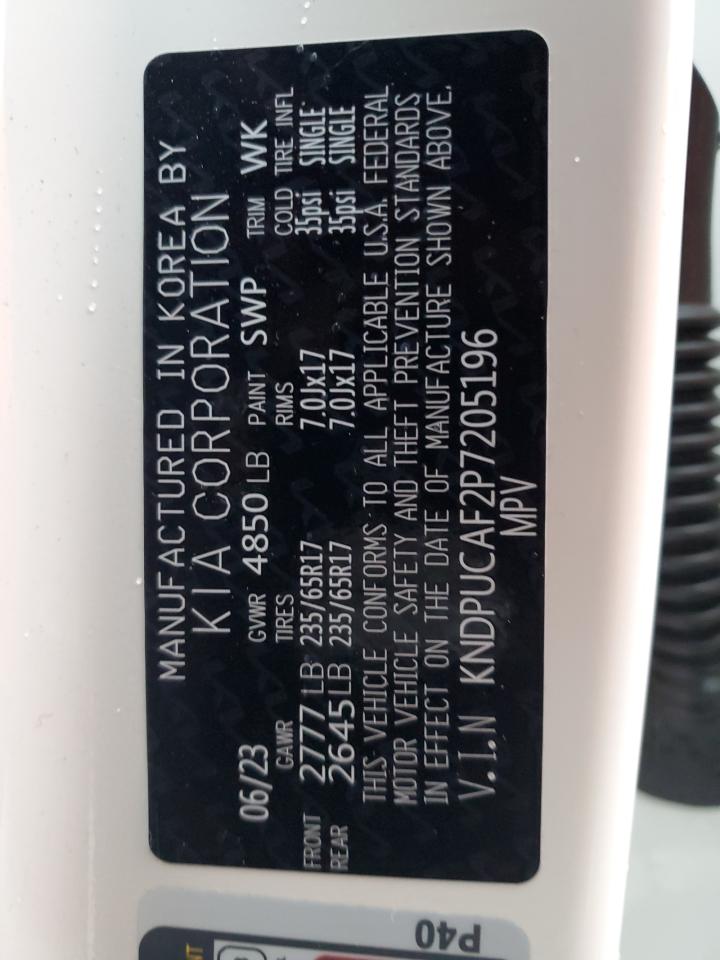 MANUFACTURED IN KOREA BY
KIA CORPORATION
06/23 GVWR 4850 LB PAINT SWP TRIM WK
GAWR TIRES RIMS COLD TIRE INFL
FRONT 2777 LB 235/65R17 7.0Jx17 35psi SINGLE
REAR 2645LB 235/65R17 7.0Jx17 35psi SINGLE
THIS VEHICLE CONFORMS TO ALL APPLICABLE U.S.A. FEDERAL
MOTOR VEHICLE SAFETY AND THEFT PREVENTION STANDARDS
IN EFFECT ON THE DATE OF MANUFACTURE SHOWN ABOVE.
V.I.N KNDPUCAF2P7205196
MPV
P40